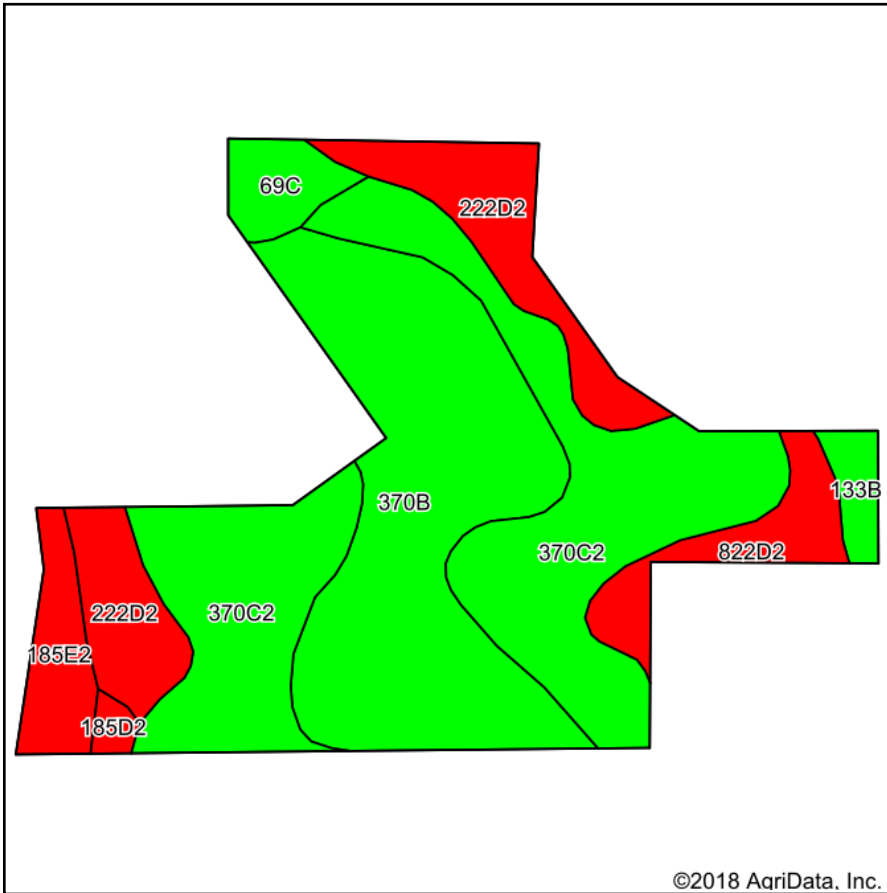 69C
222D2
133B
370B
370C2
822D2
222D2
370C2
185E2
185D2
©2018 AgriData, Inc.